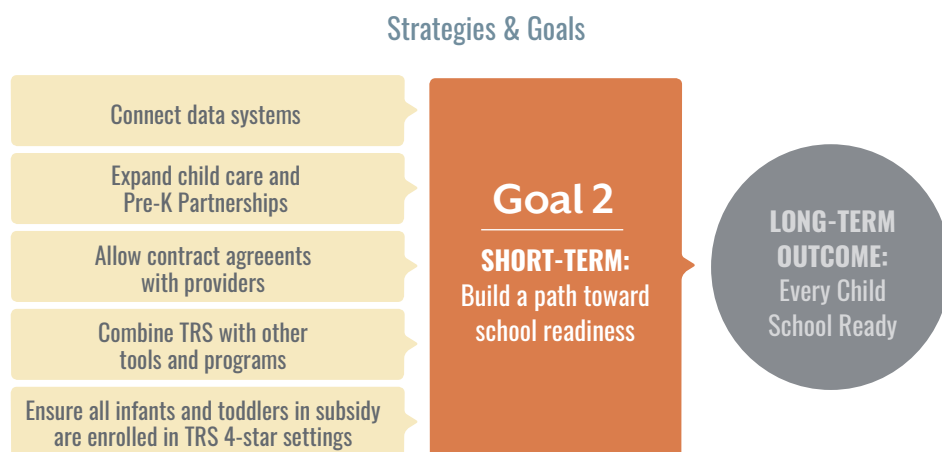 Strategies & Goals
Connect data systems
Expand child care and
Pre-K Partnerships
Allow contract agreeents
with providers
Combine TRS with other
tools and programs
Ensure all infants and toddlers in subsidy
are enrolled in TRS 4-star settings
Goal 2
SHORT-TERM:
Build a path toward
school readiness
LONG-TERM
OUTCOME:
Every Child
School Ready